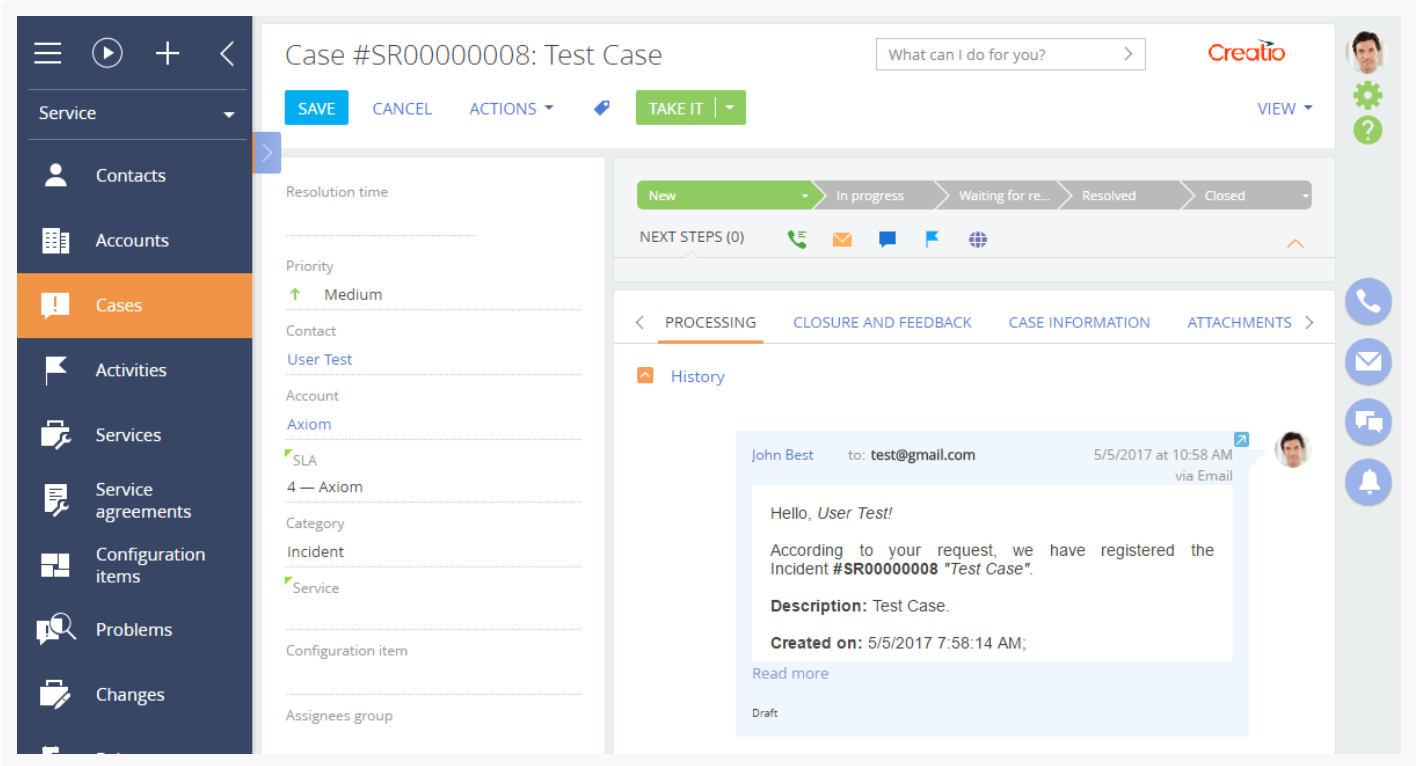 Case #SR00000008: Test Case
What can I do for you?
Creatio
SAVE
CANCEL
ACTIONS
TAKE IT
VIEW
Service
Contacts
Accounts
Cases
Activities
Services
Service
agreements
Configuration
items
Problems
Changes
Resolution time
Priority
Medium
Contact
User Test
Account
Axiom
SLA
4 — Axiom
Category
Incident
Service
Configuration item
Assignees group
New
In progress
Waiting for re...
Resolved
Closed
NEXT STEPS (0)
PROCESSING
CLOSURE AND FEEDBACK
CASE INFORMATION
ATTACHMENTS
History
John Best to: test@gmail.com 5/5/2017 at 10:58 AM
via Email
Hello, User Test!
According to your request, we have registered the
Incident #SR00000008 "Test Case".
Description: Test Case.
Created on: 5/5/2017 7:58:14 AM;
Read more
Draft